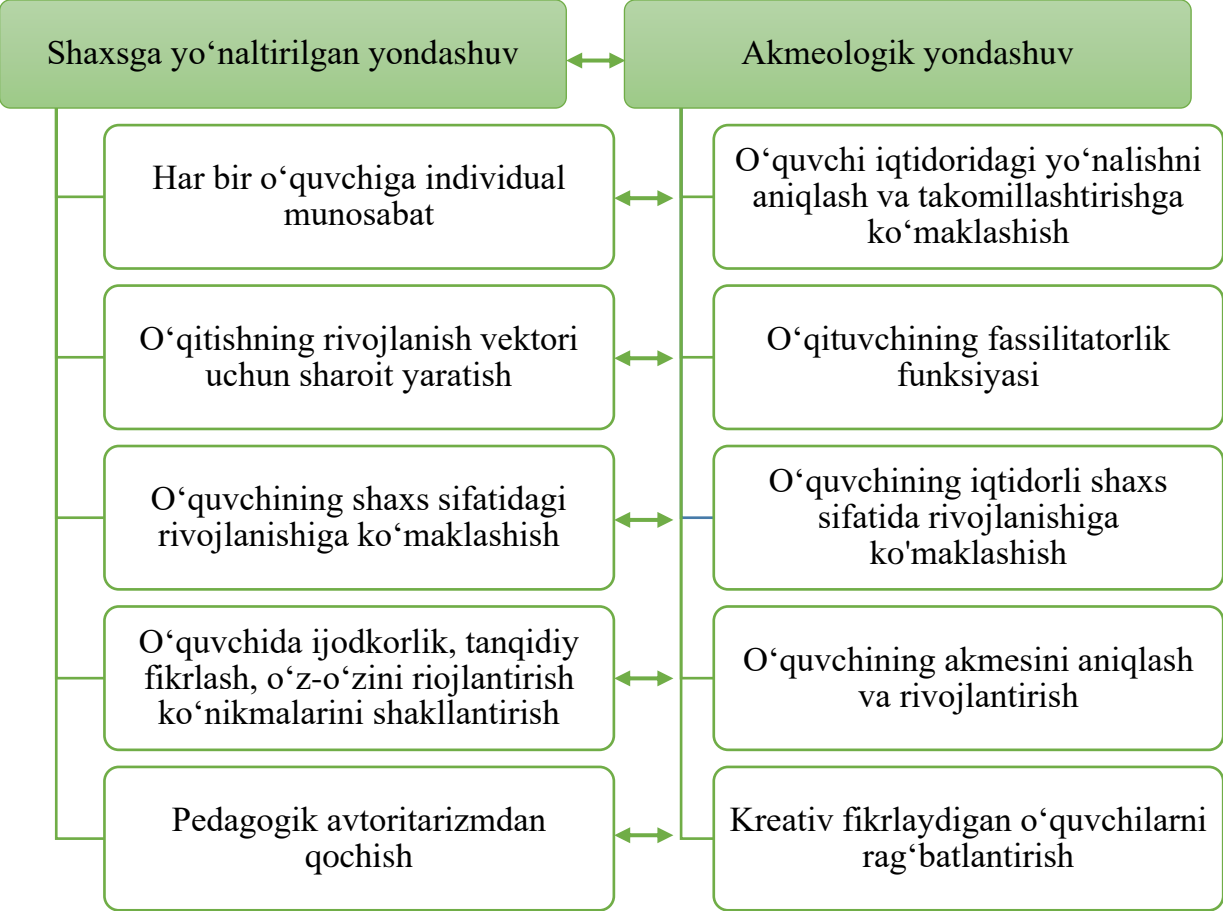 Shaxsga yo‘naltirilgan yondashuv
Akmeologik yondashuv
Har bir o‘quvchiga individual
munosabat
O‘quvchi iqtidoridagi yo‘nalishni
aniqlash va takomillashtirishga
ko‘maklashish
O‘qitishning rivojlanish vektori
uchun sharoit yaratish
O‘qituvchining fassilitatorlik
funksiyasi
O‘quvchining shaxs sifatidagi
rivojlanishiga ko‘maklashish
O‘quvchining iqtidorli shaxs
sifatida rivojlanishiga
ko'maklashish
O‘quvchida ijodkorlik, tanqidiy
fikrlash, o‘z-o‘zini riojlantirish
ko‘nikmalarini shakllantirish
O‘quvchining akmesini aniqlash
va rivojlantirish
Pedagogik avtoritarizmdan
qochish
Kreativ fikrlaydigan o‘quvchilarni
rag‘batlantirish